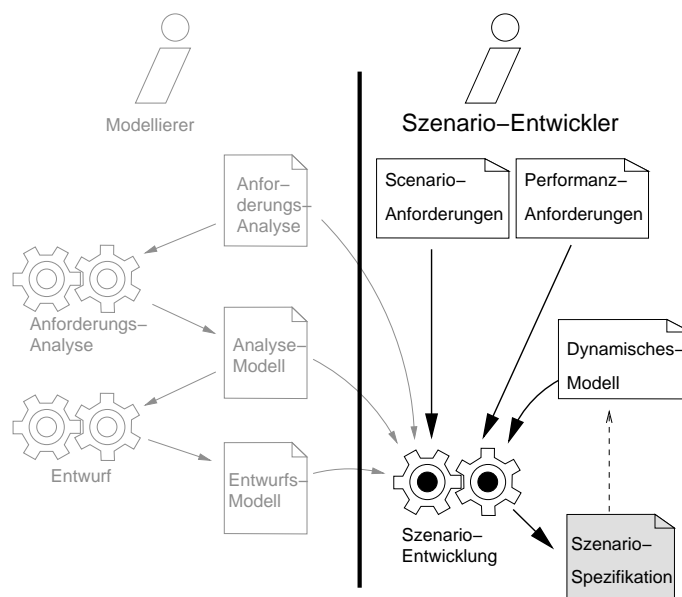 Modellierer
Szenario−Entwickler
Anfor−
derungs−
Analyse
Scenario−
Anforderungen
Performanz−
Anforderungen
Anforderungs−
Analyse
Analyse−
Modell
Dynamisches−
Modell
Entwurf
Entwurfs−
Modell
Szenario−
Entwicklung
Szenario−
Spezifikation